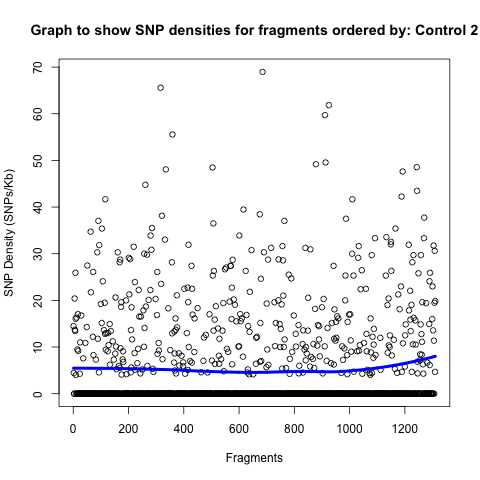 Graph to show SNP densities for fragments ordered by: Control 2
SNP Density (SNPs/Kb)
70
60
50
40
30
20
10
0
0 200 400 600 800 1000 1200
Fragments